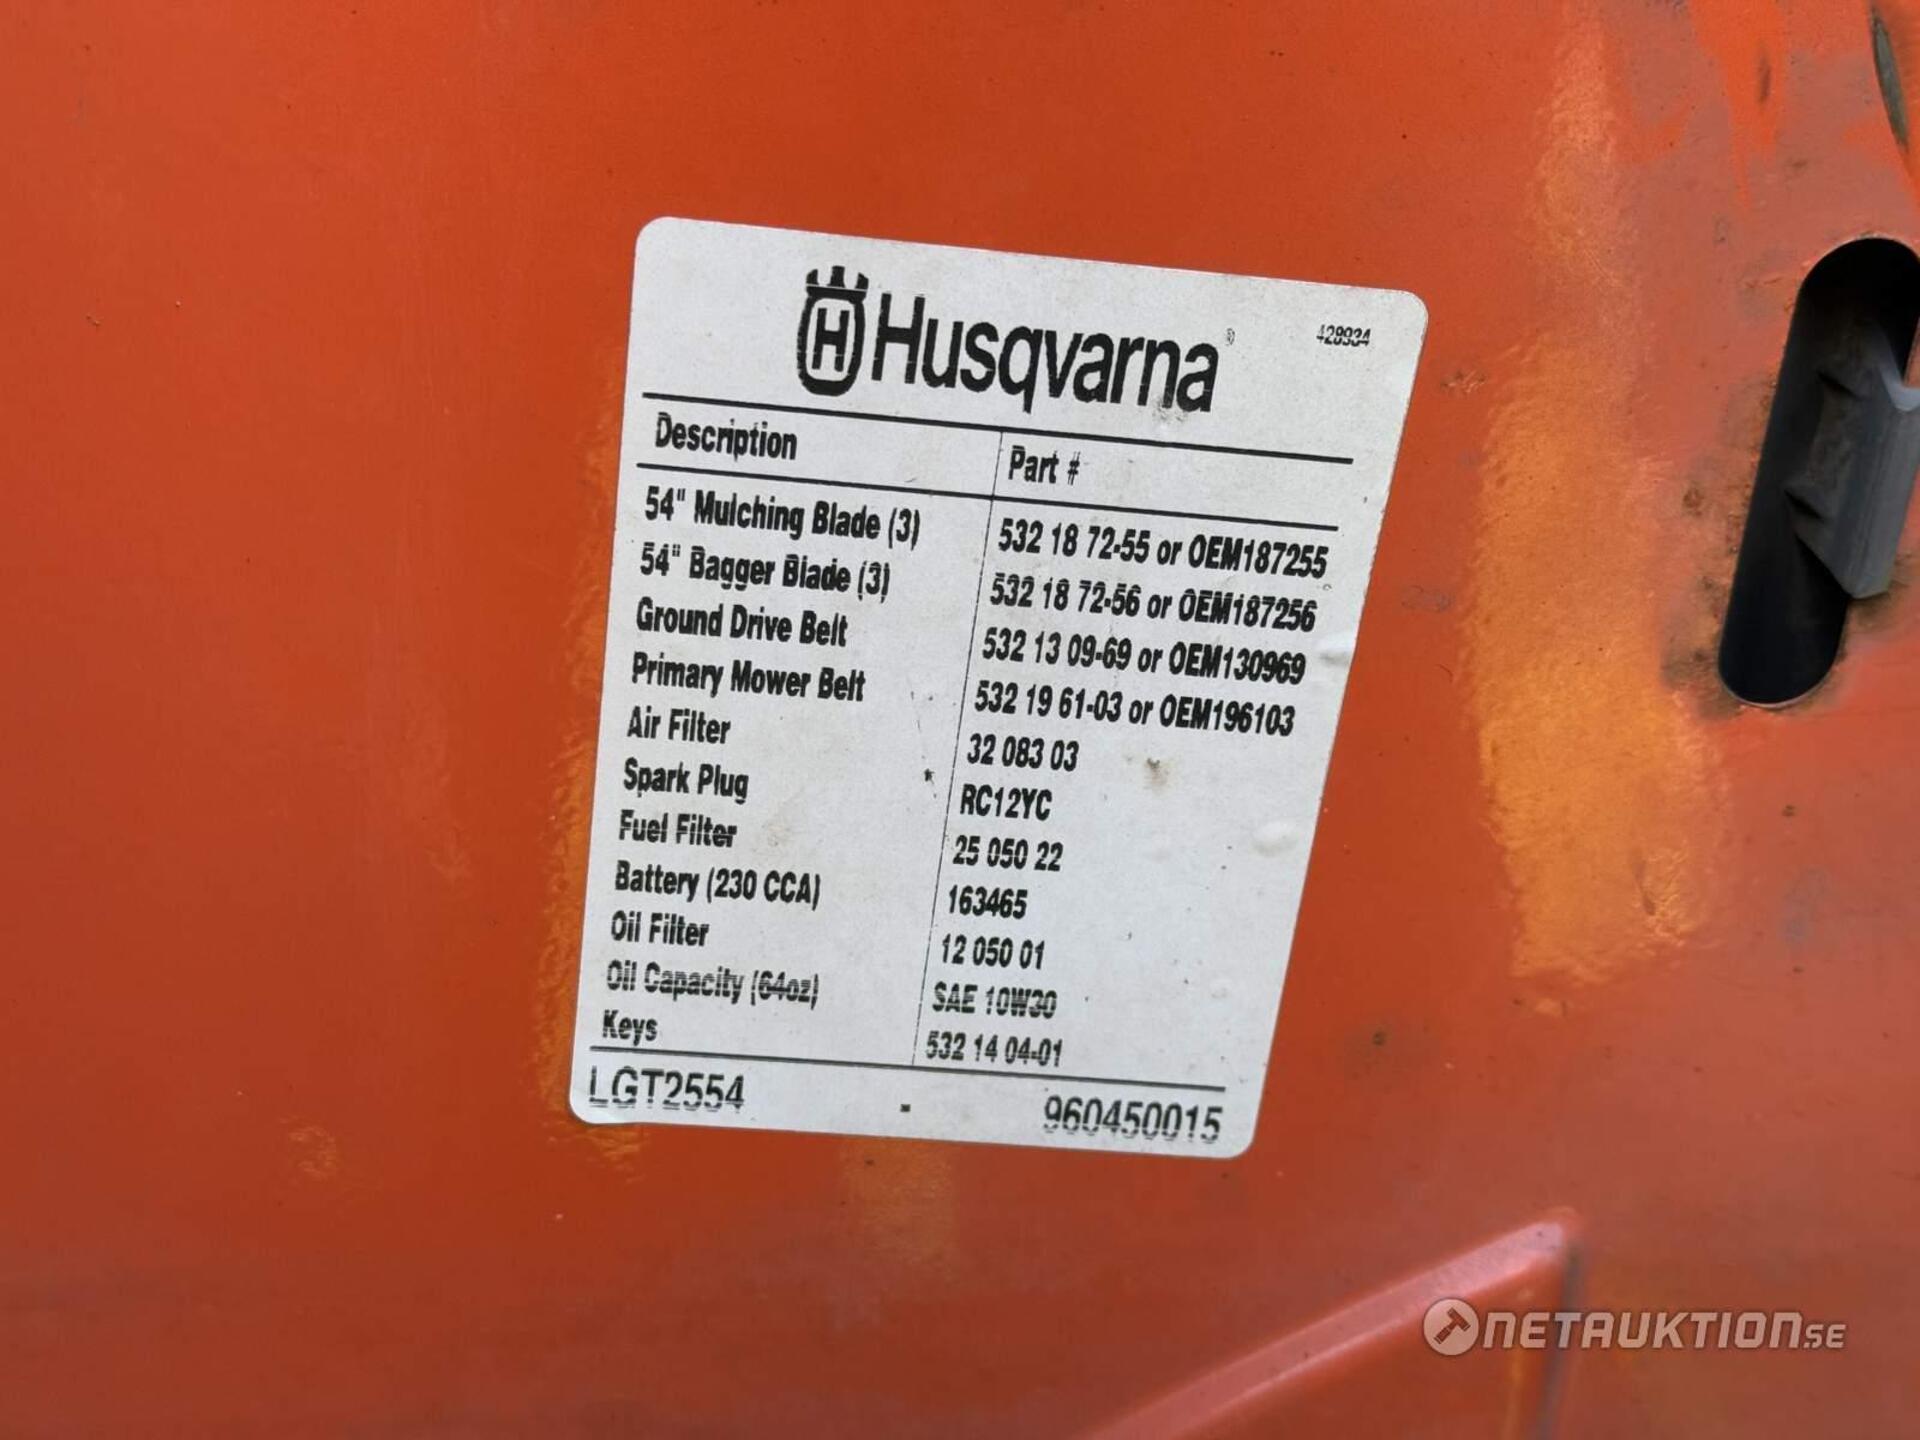 H Husqvarna® 428934
Description Part #
54" Mulching Blade (3) 532 18 72-55 or OEM187255
54" Bagger Blade (3) 532 18 72-56 or OEM187256
Ground Drive Belt 532 13 09-69 or OEM130969
Primary Mower Belt 532 19 61-03 or OEM196103
Air Filter 32 083 03
Spark Plug RC12YC
Fuel Filter 25 050 22
Battery (230 CCA) 163465
Oil Filter 12 050 01
Oil Capacity (64oz) SAE 10W30
Keys 532 14 04-01
LGT2554 - 960450015
NETAUKTION.SE